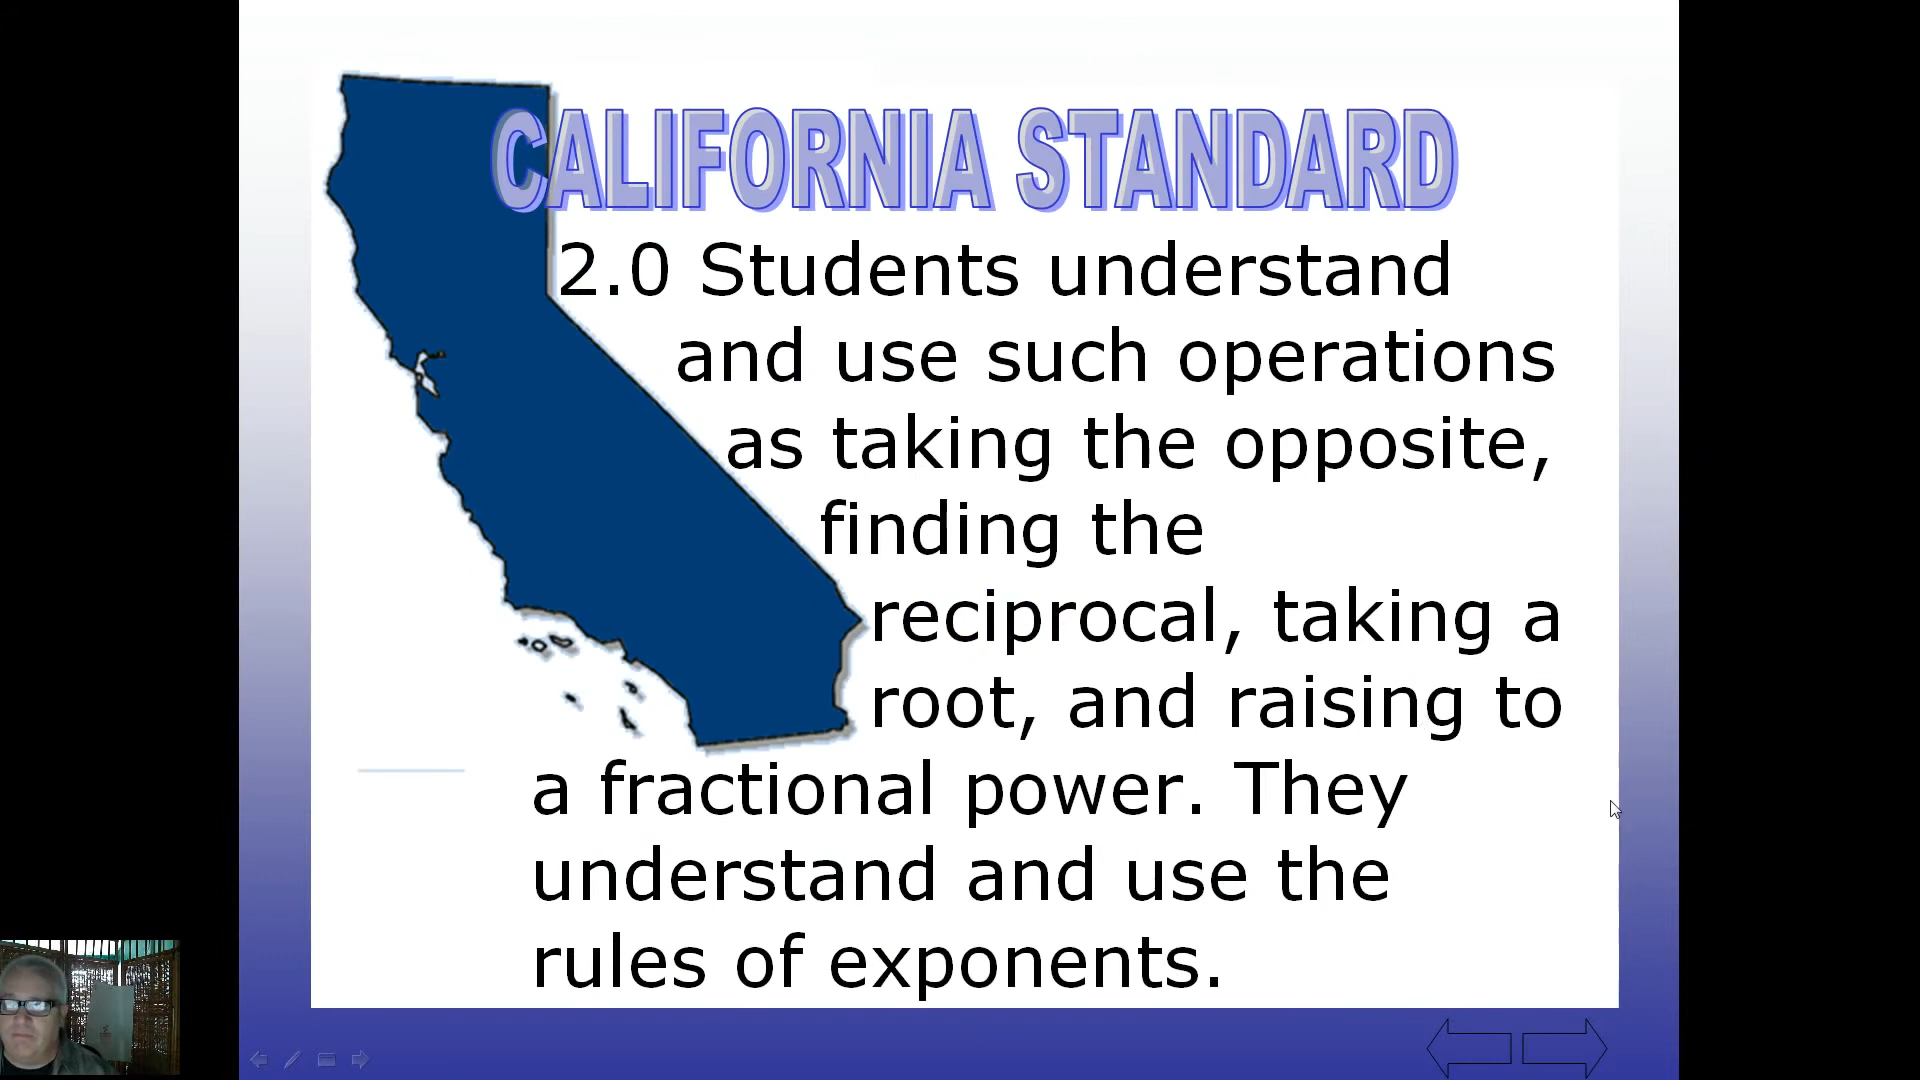 CALIFORNIA STANDARD
2.0 Students understand
and use such operations
as taking the opposite,
finding the
reciprocal, taking a
root, and raising to
a fractional power. They
understand and use the
rules of exponents.